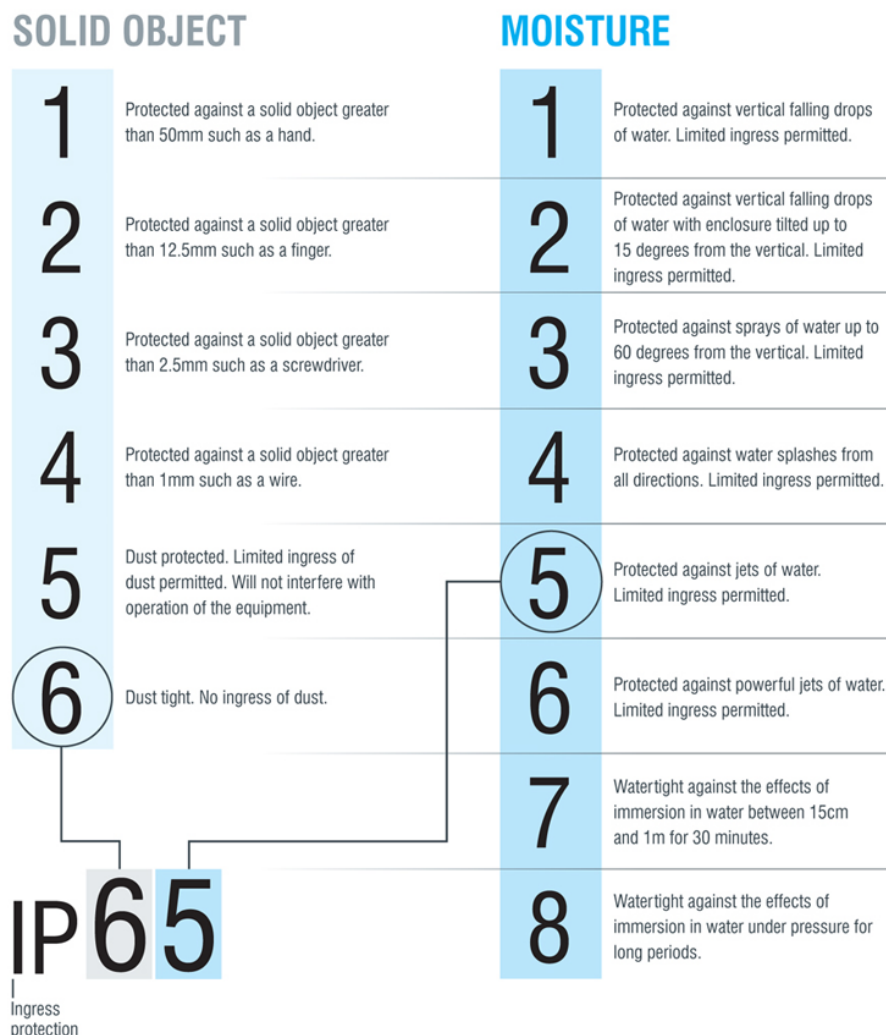 SOLID OBJECT
1
Protected against a solid object greater
than 50mm such as a hand.
2
Protected against a solid object greater
than 12.5mm such as a finger.
3
Protected against a solid object greater
than 2.5mm such as a screwdriver.
4
Protected against a solid object greater
than 1mm such as a wire.
5
Dust protected. Limited ingress of
dust permitted. Will not interfere with
operation of the equipment.
6
Dust tight. No ingress of dust.
MOISTURE
1
Protected against vertical falling drops
of water. Limited ingress permitted.
2
Protected against vertical falling drops
of water with enclosure tilted up to
15 degrees from the vertical. Limited
ingress permitted.
3
Protected against sprays of water up to
60 degrees from the vertical. Limited
ingress permitted.
4
Protected against water splashes from
all directions. Limited ingress permitted.
5
Protected against jets of water.
Limited ingress permitted.
6
Protected against powerful jets of water.
Limited ingress permitted.
7
Watertight against the effects of
immersion in water between 15cm
and 1m for 30 minutes.
8
Watertight against the effects of
immersion in water under pressure for
long periods.
IP65
Ingress
protection